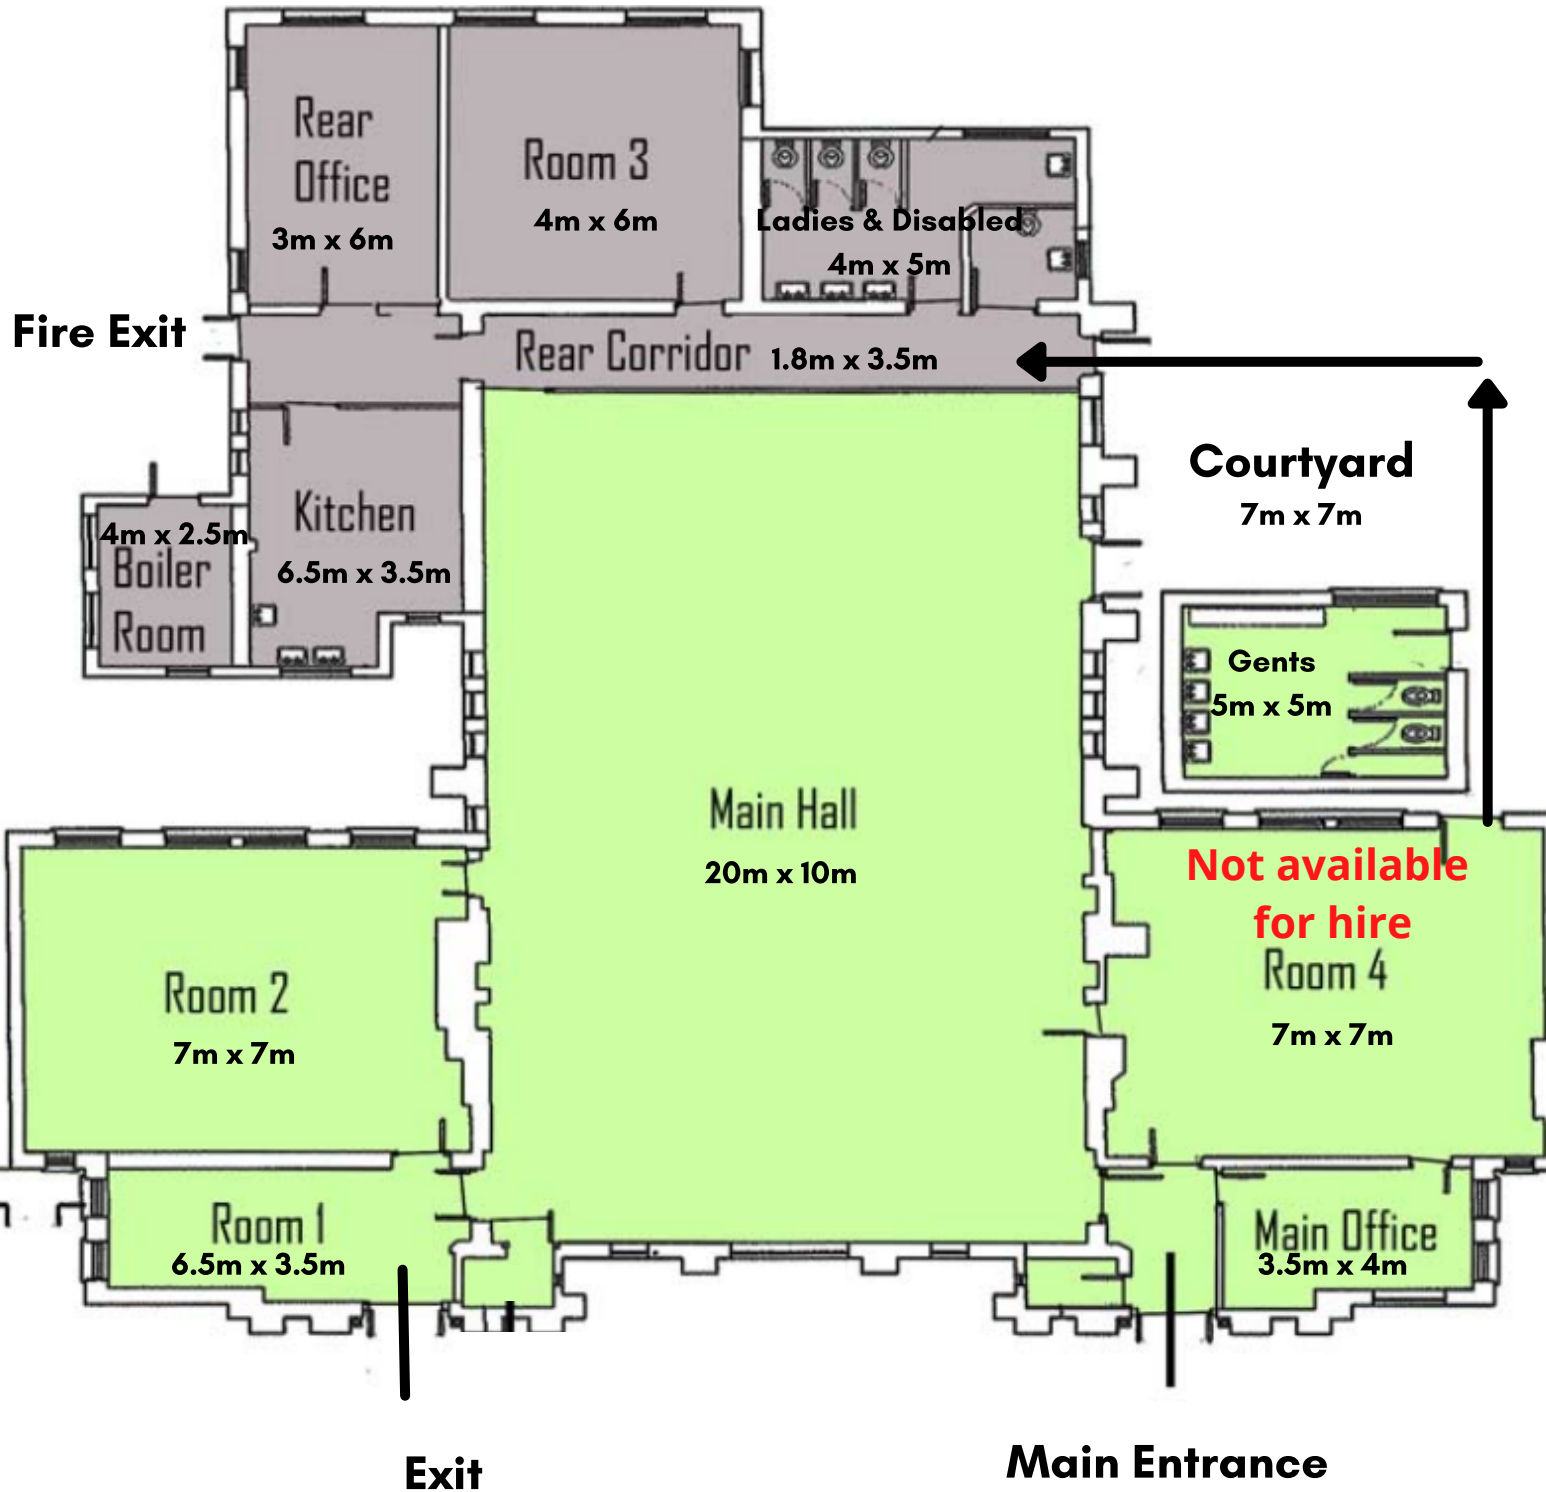 Rear
Office
3m x 6m
Room 3
4m x 6m
Ladies & Disabled
4m x 5m
Fire Exit
Rear Corridor 1.8m x 3.5m
Courtyard
7m x 7m
Kitchen
6.5m x 3.5m
4m x 2.5m
Boiler
Room
Gents
5m x 5m
Main Hall
20m x 10m
Not available
for hire
Room 4
7m x 7m
Room 2
7m x 7m
Room 1
6.5m x 3.5m
Main Office
3.5m x 4m
Exit
Main Entrance